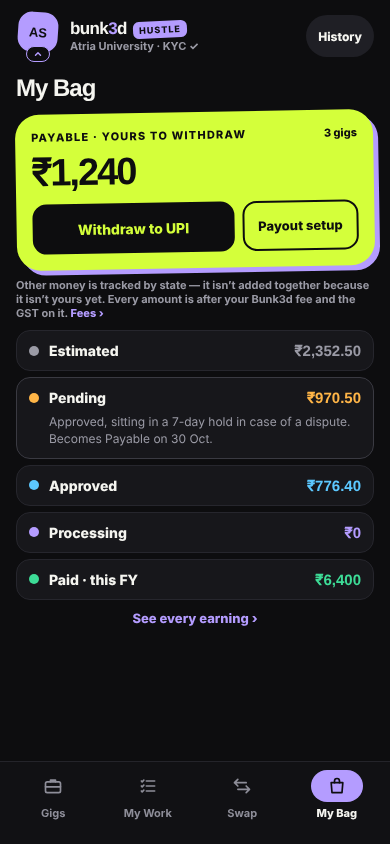 AS
bunk3d HUSTLE
Atria University · KYC ✓
History
My Bag
PAYABLE · YOURS TO WITHDRAW
3 gigs
₹1,240
Withdraw to UPI
Payout setup
Other money is tracked by state — it isn't added together because
it isn't yours yet. Every amount is after your Bunk3d fee and the
GST on it. Fees ›
Estimated ₹2,352.50
Pending ₹970.50
Approved, sitting in a 7-day hold in case of a dispute.
Becomes Payable on 30 Oct.
Approved ₹776.40
Processing ₹0
Paid · this FY ₹6,400
See every earning ›
Gigs
My Work
Swap
My Bag